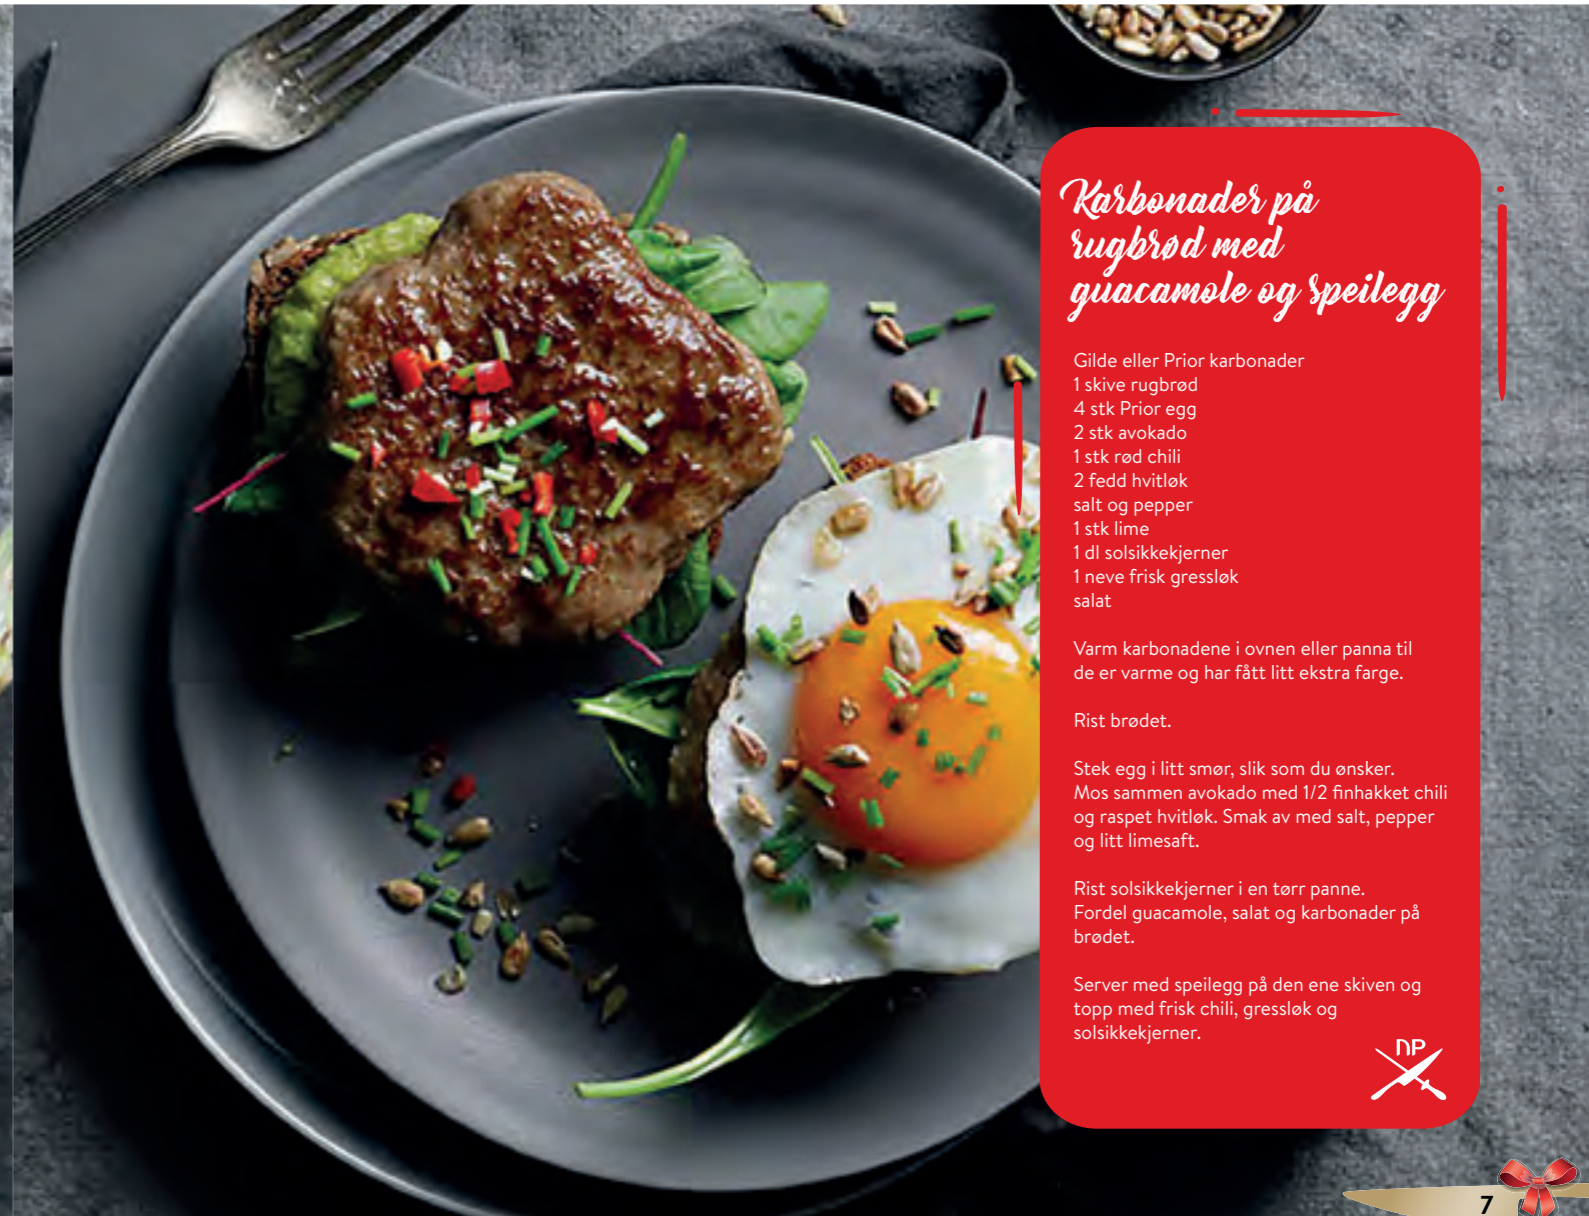 Karbonader på
rugbrød med
guacamole og speilegg
Gilde eller Prior karbonader
1 skive rugbrød
4 stk Prior egg
2 stk avokado
1 stk rød chili
2 fedd hvitløk
salt og pepper
1 stk lime
1 dl solsikkekjerner
1 neve frisk gressløk
salat
Varm karbonadene i ovnen eller panna til
de er varme og har fått litt ekstra farge.
Rist brødet.
Stek egg i litt smør, slik som du ønsker.
Mos sammen avokado med 1/2 finhakket chili
og raspet hvitløk. Smak av med salt, pepper
og litt limesaft.
Rist solsikkekjerner i en tørr panne.
Fordel guacamole, salat og karbonader på
brødet.
Server med speilegg på den ene skiven og
topp med frisk chili, gressløk og
solsikkekjerner.
NP
7